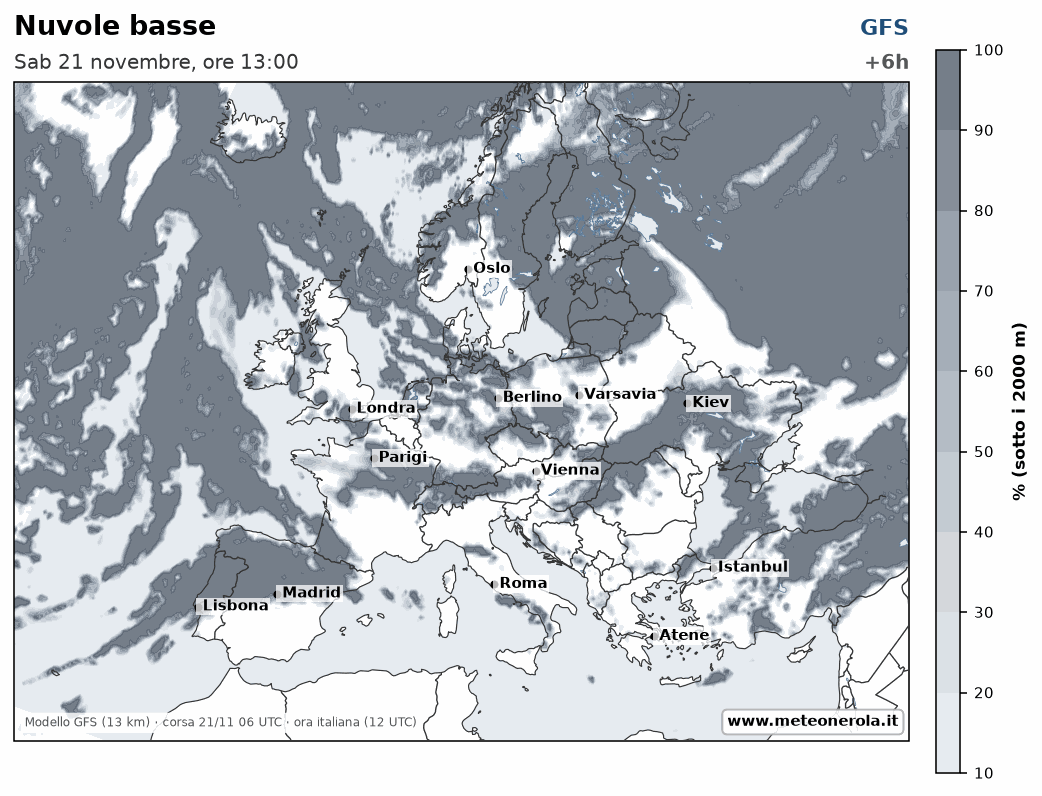 Nuvole basse
GFS
Sab 21 novembre, ore 13:00
+6h
100
90
80
70
60
50
40
30
20
10
% (sotto i 2000 m)
Oslo
Berlino
Varsavia
Kiev
Londra
Parigi
Vienna
Istanbul
Roma
Madrid
Lisbona
Atene
Modello GFS (13 km) · corsa 21/11 06 UTC · ora italiana (12 UTC)
www.meteonerola.it